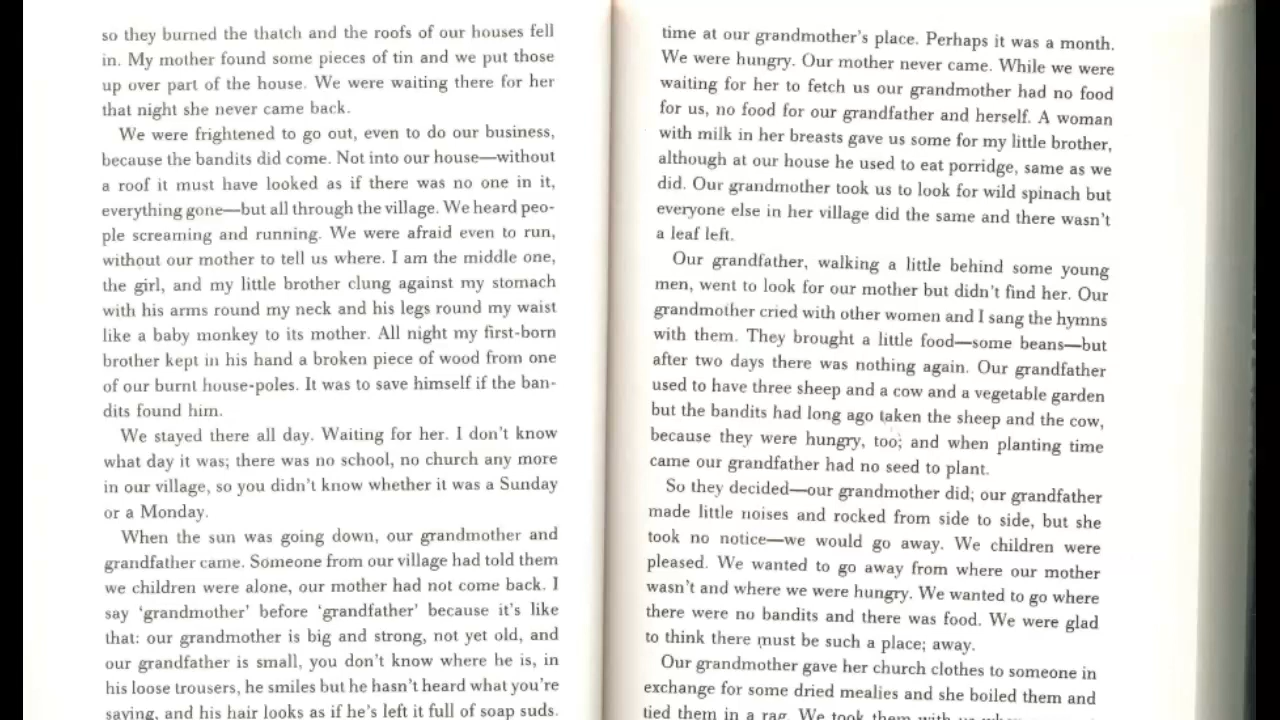 so they burned the thatch and the roofs of our houses fell
in. My mother found some pieces of tin and we put those
up over part of the house. We were waiting there for her
that night she never came back.
We were frightened to go out, even to do our business,
because the bandits did come. Not into our house—without
a roof it must have looked as if there was no one in it,
everything gone—but all through the village. We heard peo-
ple screaming and running. We were afraid even to run,
without our mother to tell us where. I am the middle one,
the girl, and my little brother clung against my stomach
with his arms round my neck and his legs round my waist
like a baby monkey to its mother. All night my first-born
brother kept in his hand a broken piece of wood from one
of our burnt house-poles. It was to save himself if the ban-
dits found him.
We stayed there all day. Waiting for her. I don't know
what day it was; there was no school, no church any more
in our village, so you didn't know whether it was a Sunday
or a Monday.
When the sun was going down, our grandmother and
grandfather came. Someone from our village had told them
we children were alone, our mother had not come back. I
say 'grandmother' before 'grandfather' because it's like
that: our grandmother is big and strong, not yet old, and
our grandfather is small, you don't know where he is, in
his loose trousers, he smiles but he hasn't heard what you're
saying, and his hair looks as if he's left it full of soap suds.
time at our grandmother's place. Perhaps it was a month.
We were hungry. Our mother never came. While we were
waiting for her to fetch us our grandmother had no food
for us, no food for our grandfather and herself. A woman
with milk in her breasts gave us some for my little brother,
although at our house he used to eat porridge, same as we
did. Our grandmother took us to look for wild spinach but
everyone else in her village did the same and there wasn't
a leaf left.
Our grandfather, walking a little behind some young
men, went to look for our mother but didn't find her. Our
grandmother cried with other women and I sang the hymns
with them. They brought a little food—some beans—but
after two days there was nothing again. Our grandfather
used to have three sheep and a cow and a vegetable garden
but the bandits had long ago taken the sheep and the cow,
because they were hungry, too; and when planting time
came our grandfather had no seed to plant.
So they decided—our grandmother did; our grandfather
made little noises and rocked from side to side, but she
took no notice—we would go away. We children were
pleased. We wanted to go away from where our mother
wasn't and where we were hungry. We wanted to go where
there were no bandits and there was food. We were glad
to think there must be such a place; away.
Our grandmother gave her church clothes to someone in
exchange for some dried mealies and she boiled them and
tied them in a rag. We took them with us